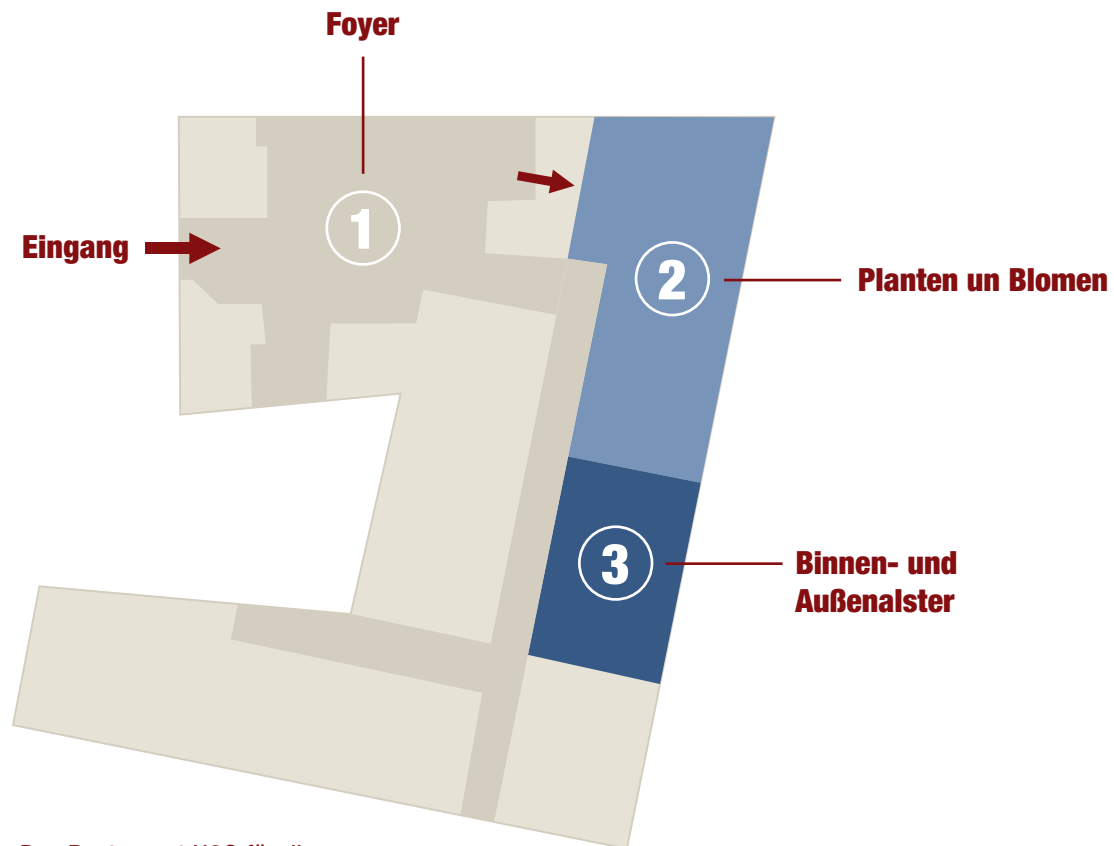 Foyer
1
Eingang
2
Planten un Blomen
3
Binnen- und
Außenalster